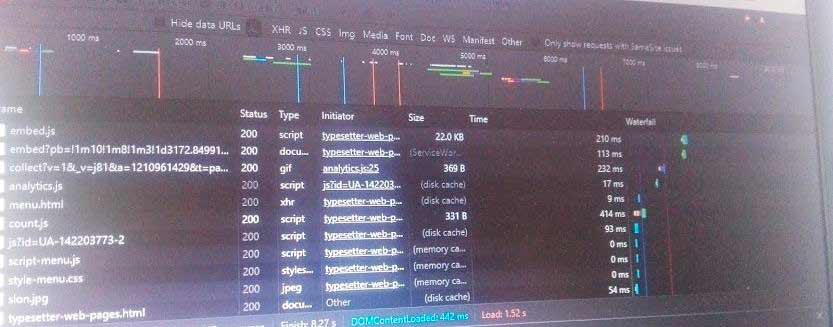 Hide data URLs All XHR JS CSS Img Media Font Doc WS Manifest Other Only show requests with SameSite issues
1000 ms 2000 ms 3000 ms 4000 ms 5000 ms 6000 ms 7000 ms
ame Status Type Initiator Size Time Waterfall
embed.js 200 script typesetter-web-p... 22.0 KB 210 ms
embed?pb=!1m10!1m8!1m3!1d3172.84991... 200 docu... typesetter-web-p... (ServiceWor... 113 ms
collect?v=1&_v=j81&a=1210961429&t=pa... 200 gif analytics.js:25 369 B 232 ms
analytics.js 200 script js?id=UA-142203... (disk cache) 17 ms
menu.html 200 xhr typesetter-web-p... (disk cache) 9 ms
count.js 200 script typesetter-web-p... 331 B 414 ms
js?id=UA-142203773-2 200 script typesetter-web-p... (disk cache) 93 ms
script-menu.js 200 script typesetter-web-p... (memory ca... 0 ms
style-menu.css 200 styles... typesetter-web-p... (memory ca... 0 ms
sion.jpg 200 jpeg typesetter-web-p... (memory ca... 0 ms
typesetter-web-pages.html 200 docu... Other (disk cache) 54 ms
Finish: 8.27 s DOMContentLoaded: 442 ms Load: 1.52 s